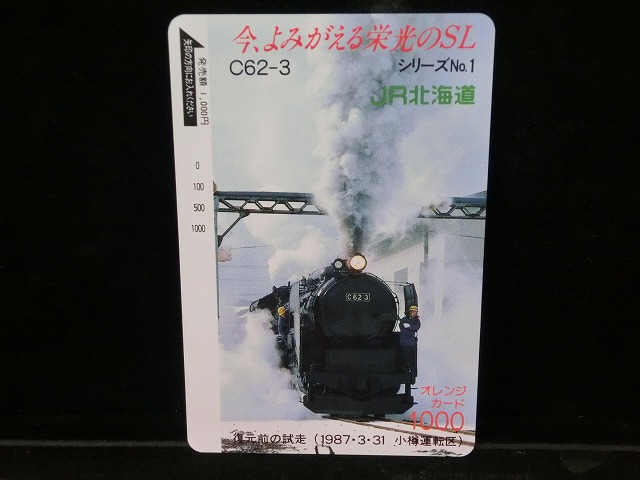 今、よみがえる栄光のSL
C62-3
シリーズNo.1
JR北海道
矢印の方向にお入れください
発売額 1,000円
0
100
500
1000
C62 3
オレンジ
カード
1000
復元前の試走 (1987・3・31 小樽運転区)